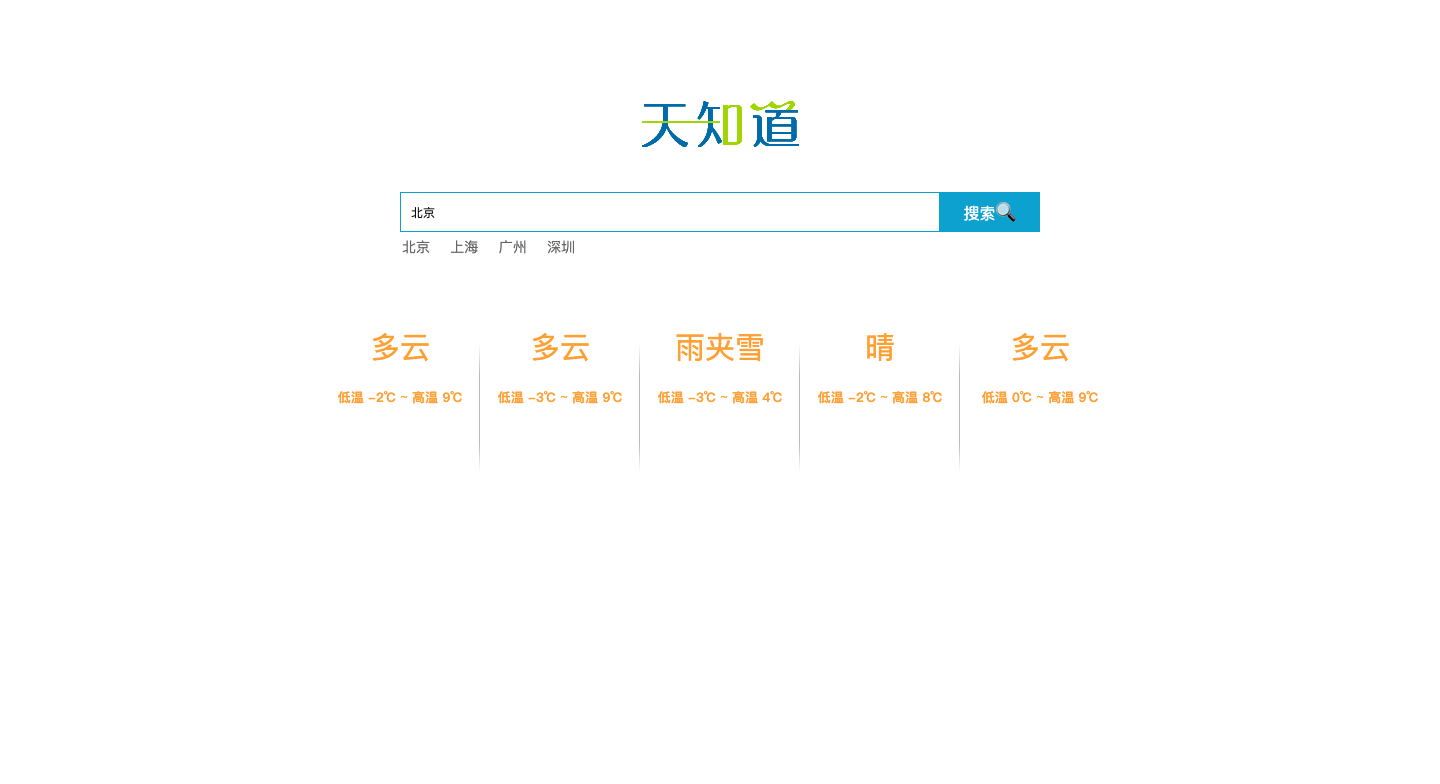 天知道
北京 搜索
北京 上海 广州 深圳
多云 多云 雨夹雪 晴 多云
低温 -2℃ ~ 高温 9℃ 低温 -3℃ ~ 高温 9℃ 低温 -3℃ ~ 高温 4℃ 低温 -2℃ ~ 高温 8℃ 低温 0℃ ~ 高温 9℃